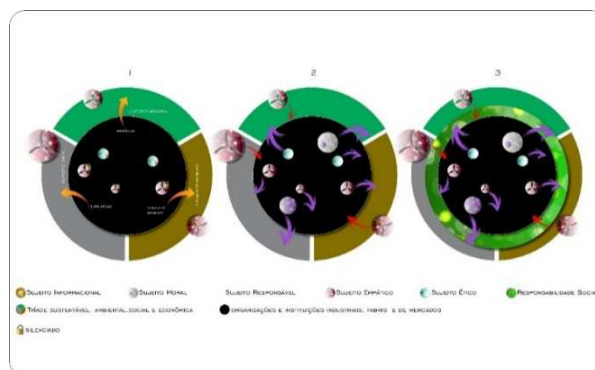 1 2 3
SUJEITO INFORMACIONAL SUJEITO MORAL SUJEITO RESPONSÁVEL SUJEITO EMPÁTICO SUJEITO ÉTICO RESPONSABILIDADE SOCIAL
TRÍADE SUSTENTÁVEL, AMBIENTAL, SOCIAL E ECONÔMICA ORGANIZAÇÕES E INSTITUIÇÕES INDUSTRIAIS, FABRIS E DE MERCADOS
SILENCIADO